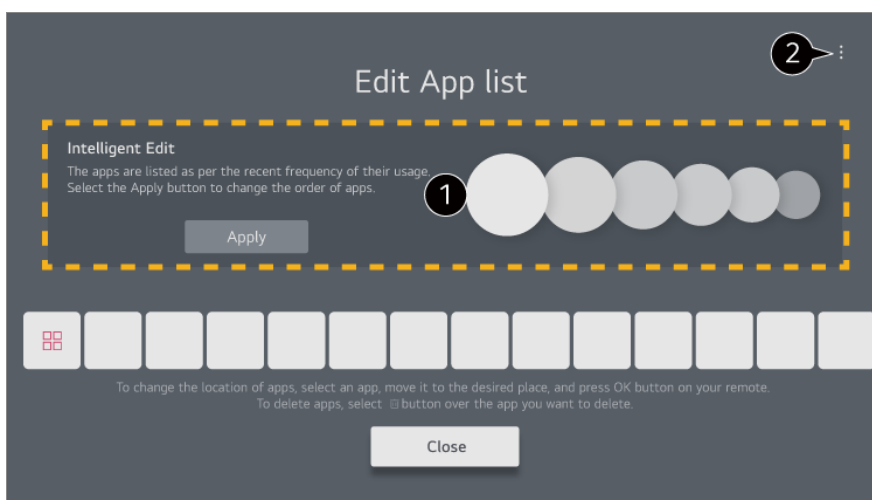 2
Edit App list
Intelligent Edit
The apps are listed as per the recent frequency of their usage.
Select the Apply button to change the order of apps.
1
Apply
To change the location of apps, select an app, move it to the desired place, and press OK button on your remote.
To delete apps, select button over the app you want to delete.
Close